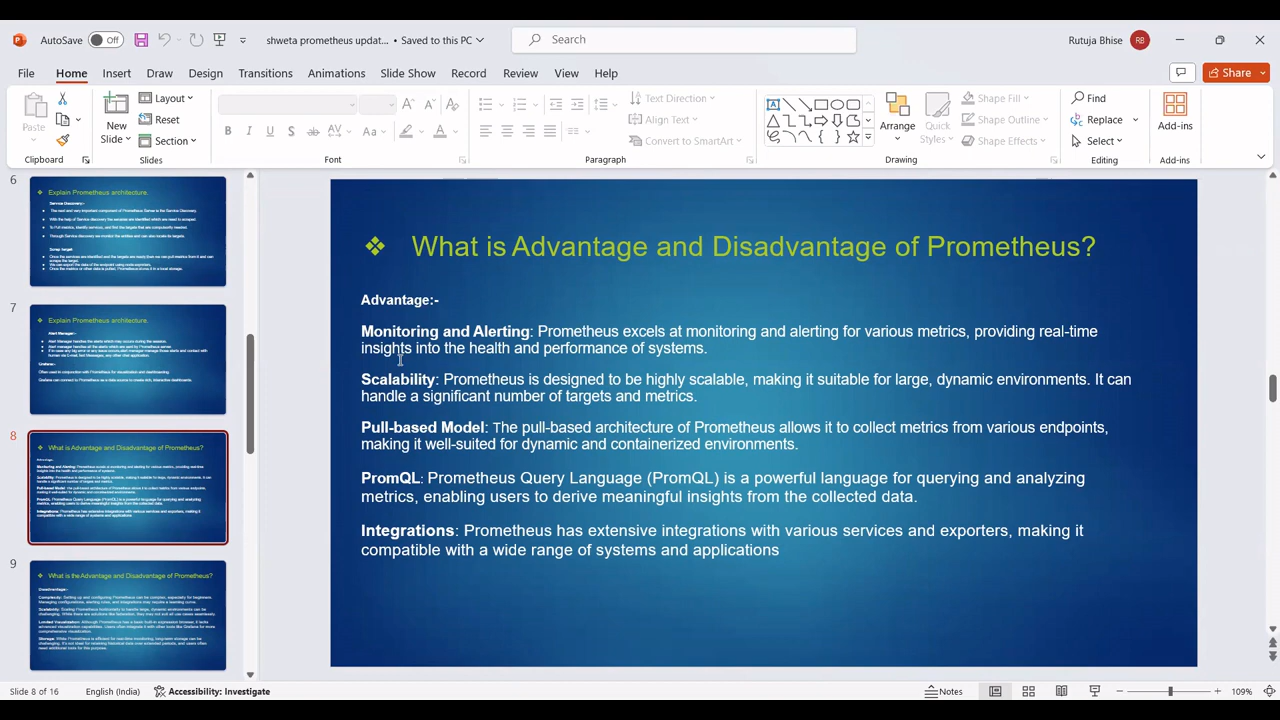 AutoSave Off shweta prometheus updat... • Saved to this PC Search Rutuja Bhise RB
File Home Insert Draw Design Transitions Animations Slide Show Record Review View Help Share
Paste New Slide Layout Reset Section Text Direction Align Text Convert to SmartArt Arrange Quick Styles Shape Fill Shape Outline Shape Effects Find Replace Select Add-ins
Clipboard Slides Font Paragraph Drawing Editing Add-ins
6
❖ Explain Prometheus architecture.
Service Discovery:-
7
❖ Explain Prometheus architecture.
Alert Manager:-
8
❖ What is Advantage and Disadvantage of Prometheus?
9
❖ What is the Advantage and Disadvantage of Prometheus?
Disadvantage:-
❖ What is Advantage and Disadvantage of Prometheus?
Advantage:-
Monitoring and Alerting: Prometheus excels at monitoring and alerting for various metrics, providing real-time
insights into the health and performance of systems.
Scalability: Prometheus is designed to be highly scalable, making it suitable for large, dynamic environments. It can
handle a significant number of targets and metrics.
Pull-based Model: The pull-based architecture of Prometheus allows it to collect metrics from various endpoints,
making it well-suited for dynamic and containerized environments.
PromQL: Prometheus Query Language (PromQL) is a powerful language for querying and analyzing
metrics, enabling users to derive meaningful insights from the collected data.
Integrations: Prometheus has extensive integrations with various services and exporters, making it
compatible with a wide range of systems and applications
Slide 8 of 16 English (India) Accessibility: Investigate Notes 109%